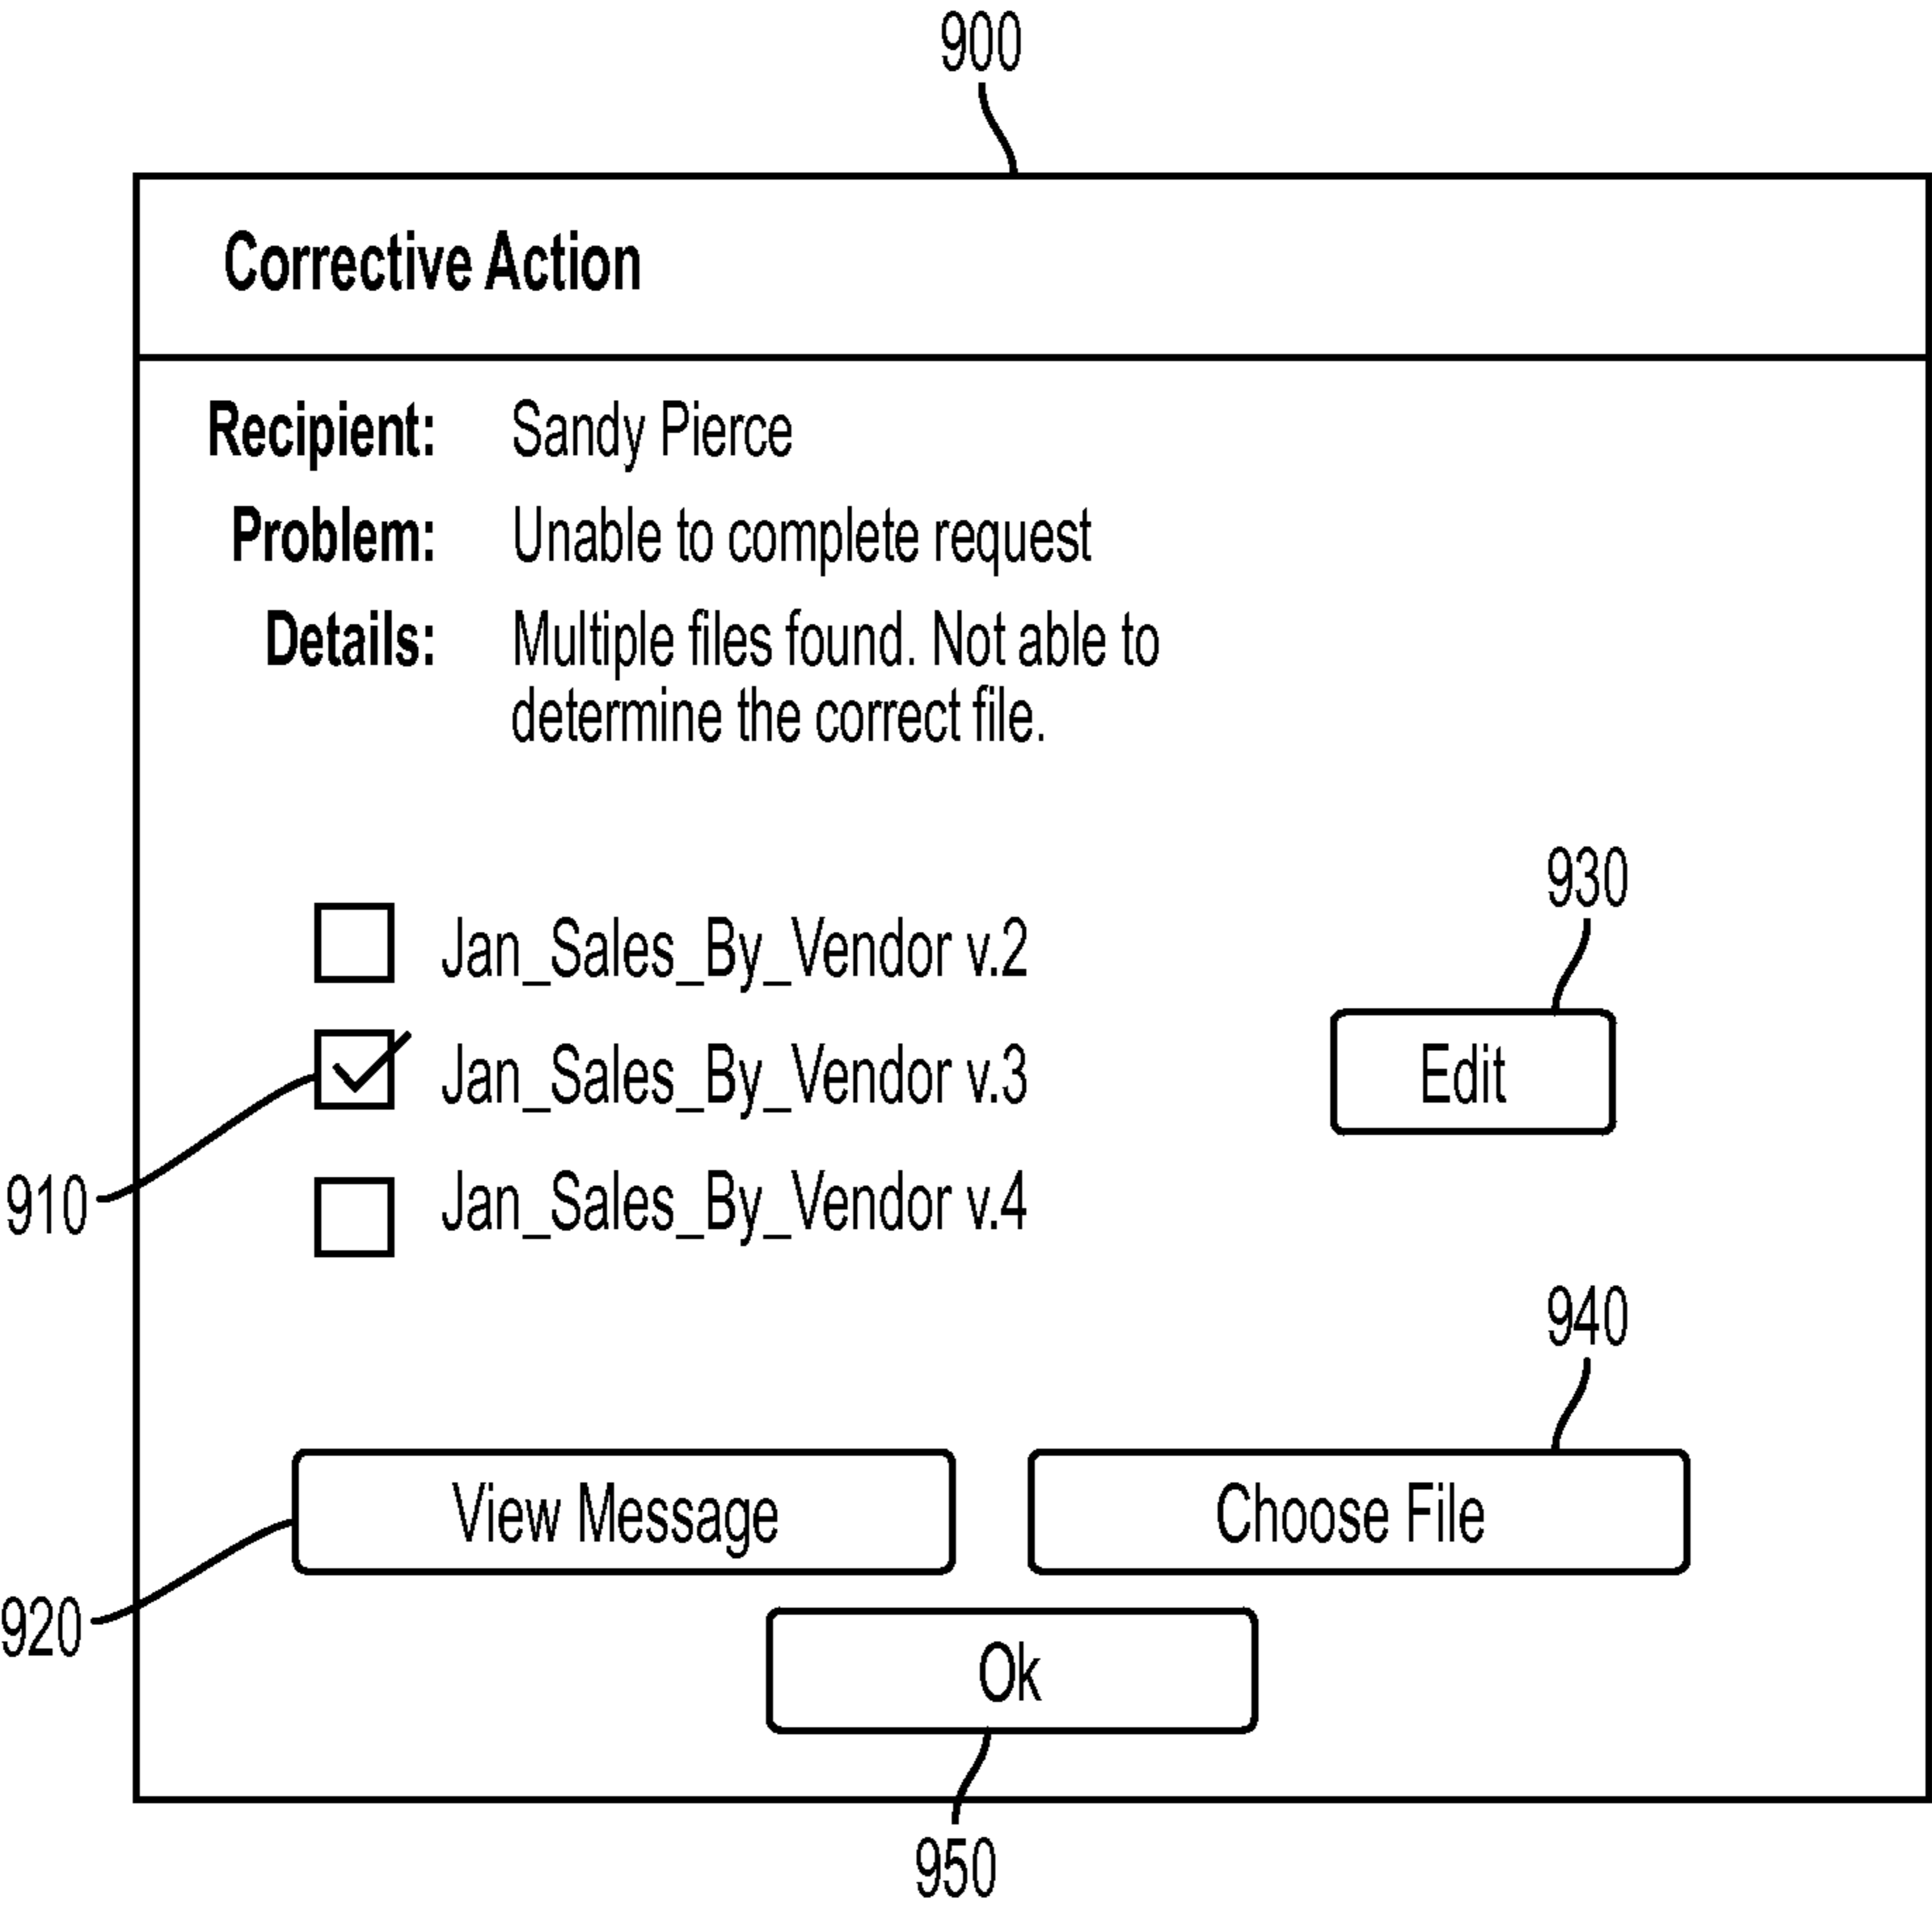 900
Corrective Action
Recipient: Sandy Pierce
Problem: Unable to complete request
Details: Multiple files found. Not able to
determine the correct file.
930
Jan_Sales_By_Vendor v.2
Jan_Sales_By_Vendor v.3
Edit
910
Jan_Sales_By_Vendor v.4
940
View Message
Choose File
920
Ok
950